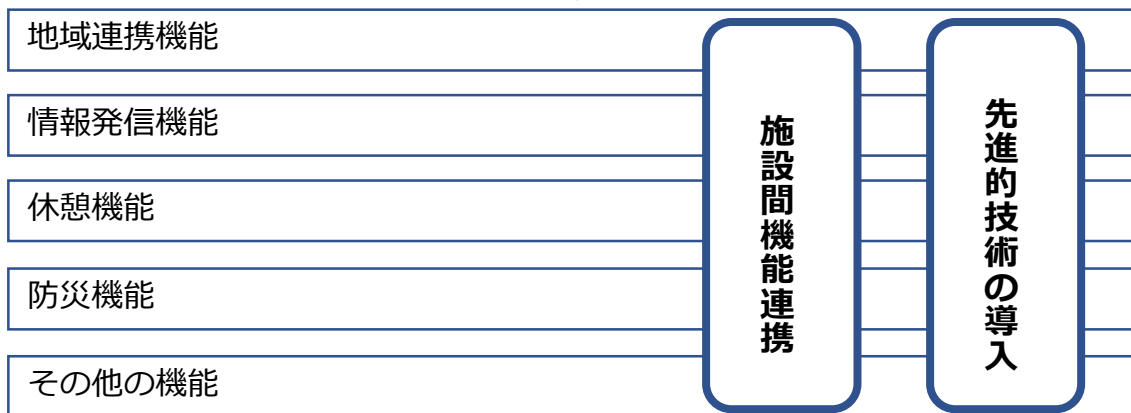 地域連携機能
情報発信機能
休憩機能
防災機能
その他の機能
施設間機能連携
先進的技術の導入